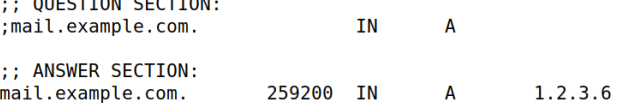 ;; QUESTION SECTION:
;mail.example.com. IN A
;; ANSWER SECTION:
mail.example.com. 259200 IN A 1.2.3.6